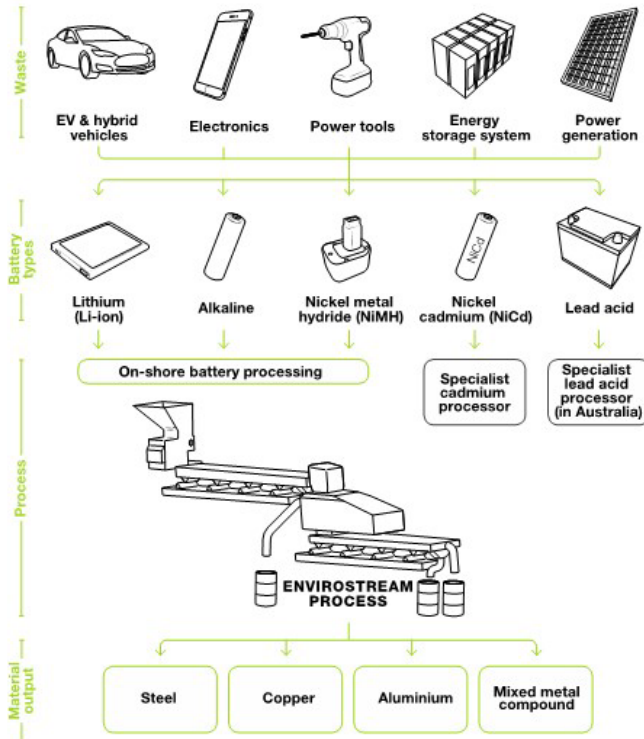 Waste
EV & hybrid
vehicles
Electronics
Power tools
Energy
storage system
Power
generation
Battery
types
NiCd
Lithium
(Li-ion)
Alkaline
Nickel metal
hydride (NiMH)
Nickel
cadmium (NiCd)
Lead acid
Process
On-shore battery processing
Specialist
cadmium
processor
Specialist
lead acid
processor
(in Australia)
ENVIROSTREAM
PROCESS
Material
output
Steel
Copper
Aluminium
Mixed metal
compound